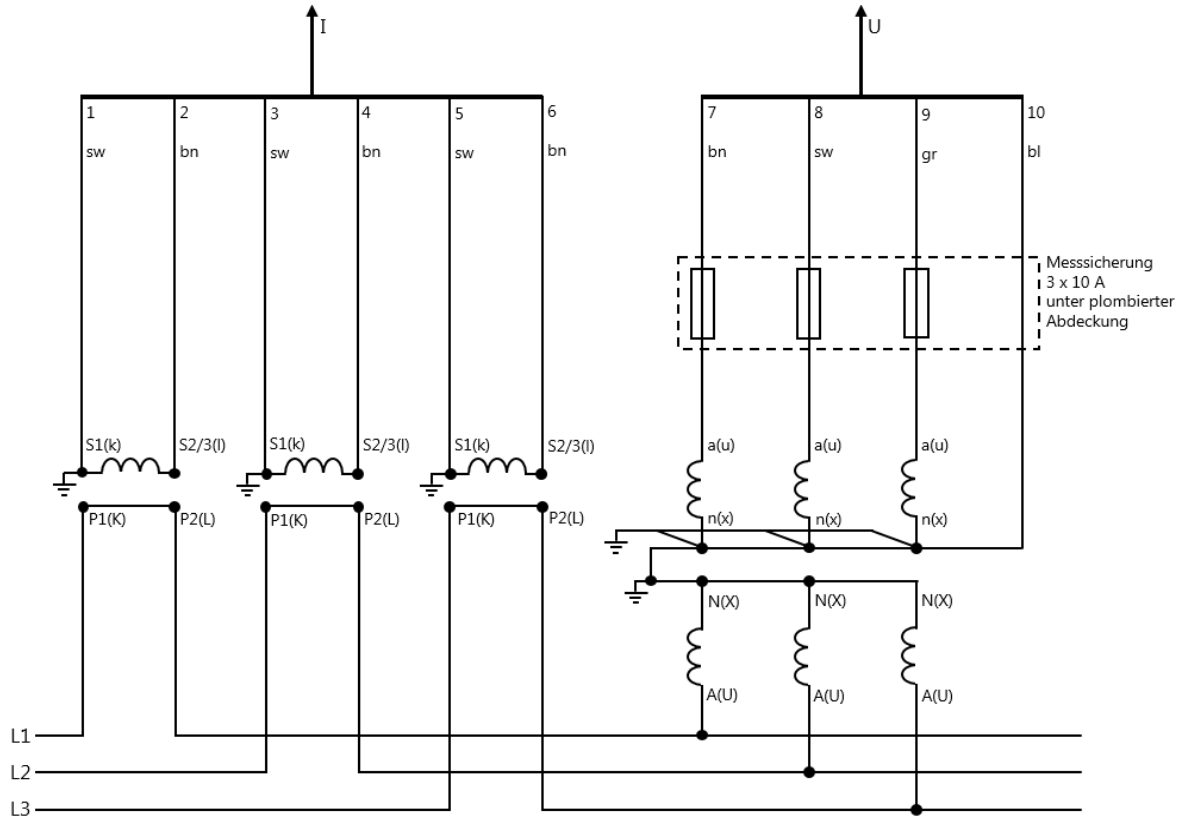 I
U
1 2 3 4 5 6 7 8 9 10
sw bn sw bn sw bn bn sw gr bl
Messsicherung
3 x 10 A
unter plombierter
Abdeckung
S1(k) S2/3(l) S1(k) S2/3(l) S1(k) S2/3(l) a(u) a(u) a(u)
P1(K) P2(L) P1(K) P2(L) P1(K) P2(L) n(x) n(x) n(x)
N(X) N(X) N(X)
A(U) A(U) A(U)
L1
L2
L3